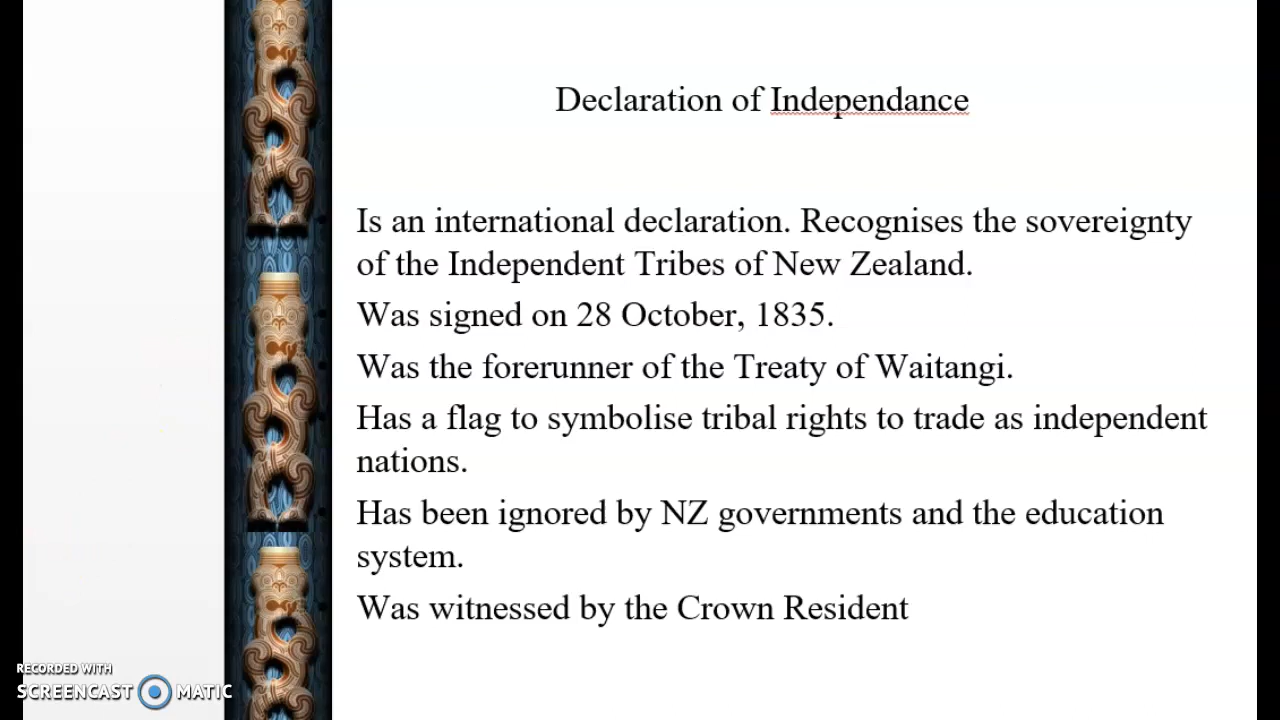 Declaration of Independance
Is an international declaration. Recognises the sovereignty
of the Independent Tribes of New Zealand.
Was signed on 28 October, 1835.
Was the forerunner of the Treaty of Waitangi.
Has a flag to symbolise tribal rights to trade as independent
nations.
Has been ignored by NZ governments and the education
system.
Was witnessed by the Crown Resident
RECORDED WITH
SCREENCAST MATIC